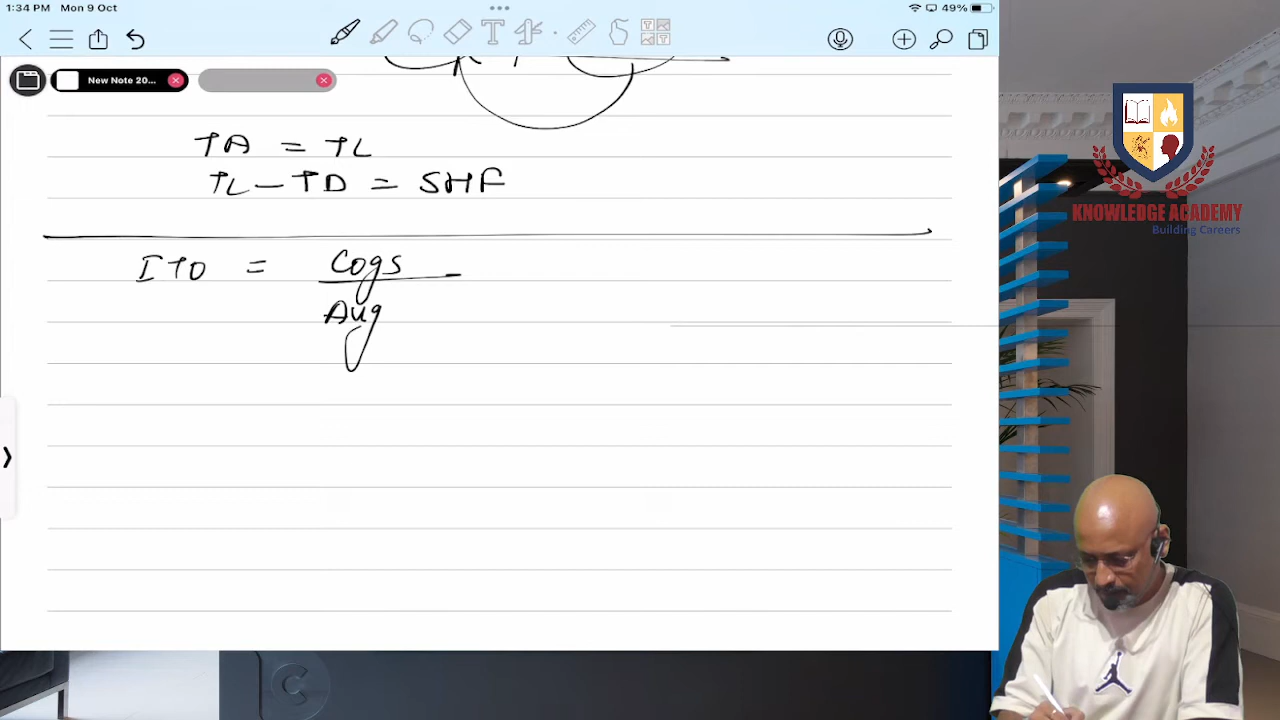 1:34 PM Mon 9 Oct
49%
New Note 20...
TA = TL
TL - TD = SHF
ITO = Cogs
Avg
KNOWLEDGE ACADEMY
Building Careers